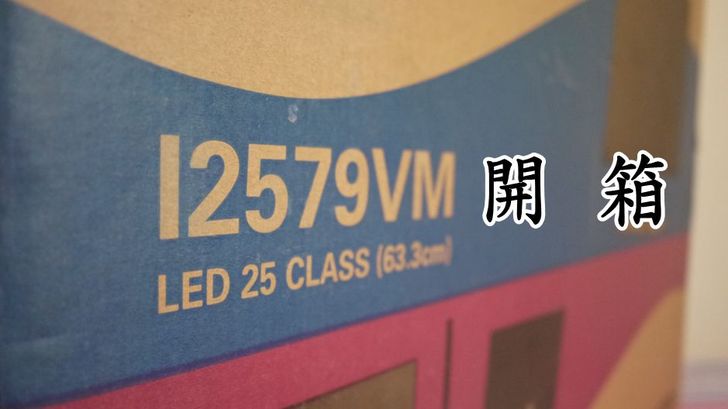 I2579VM 開 箱
LED 25 CLASS (63.3cm)